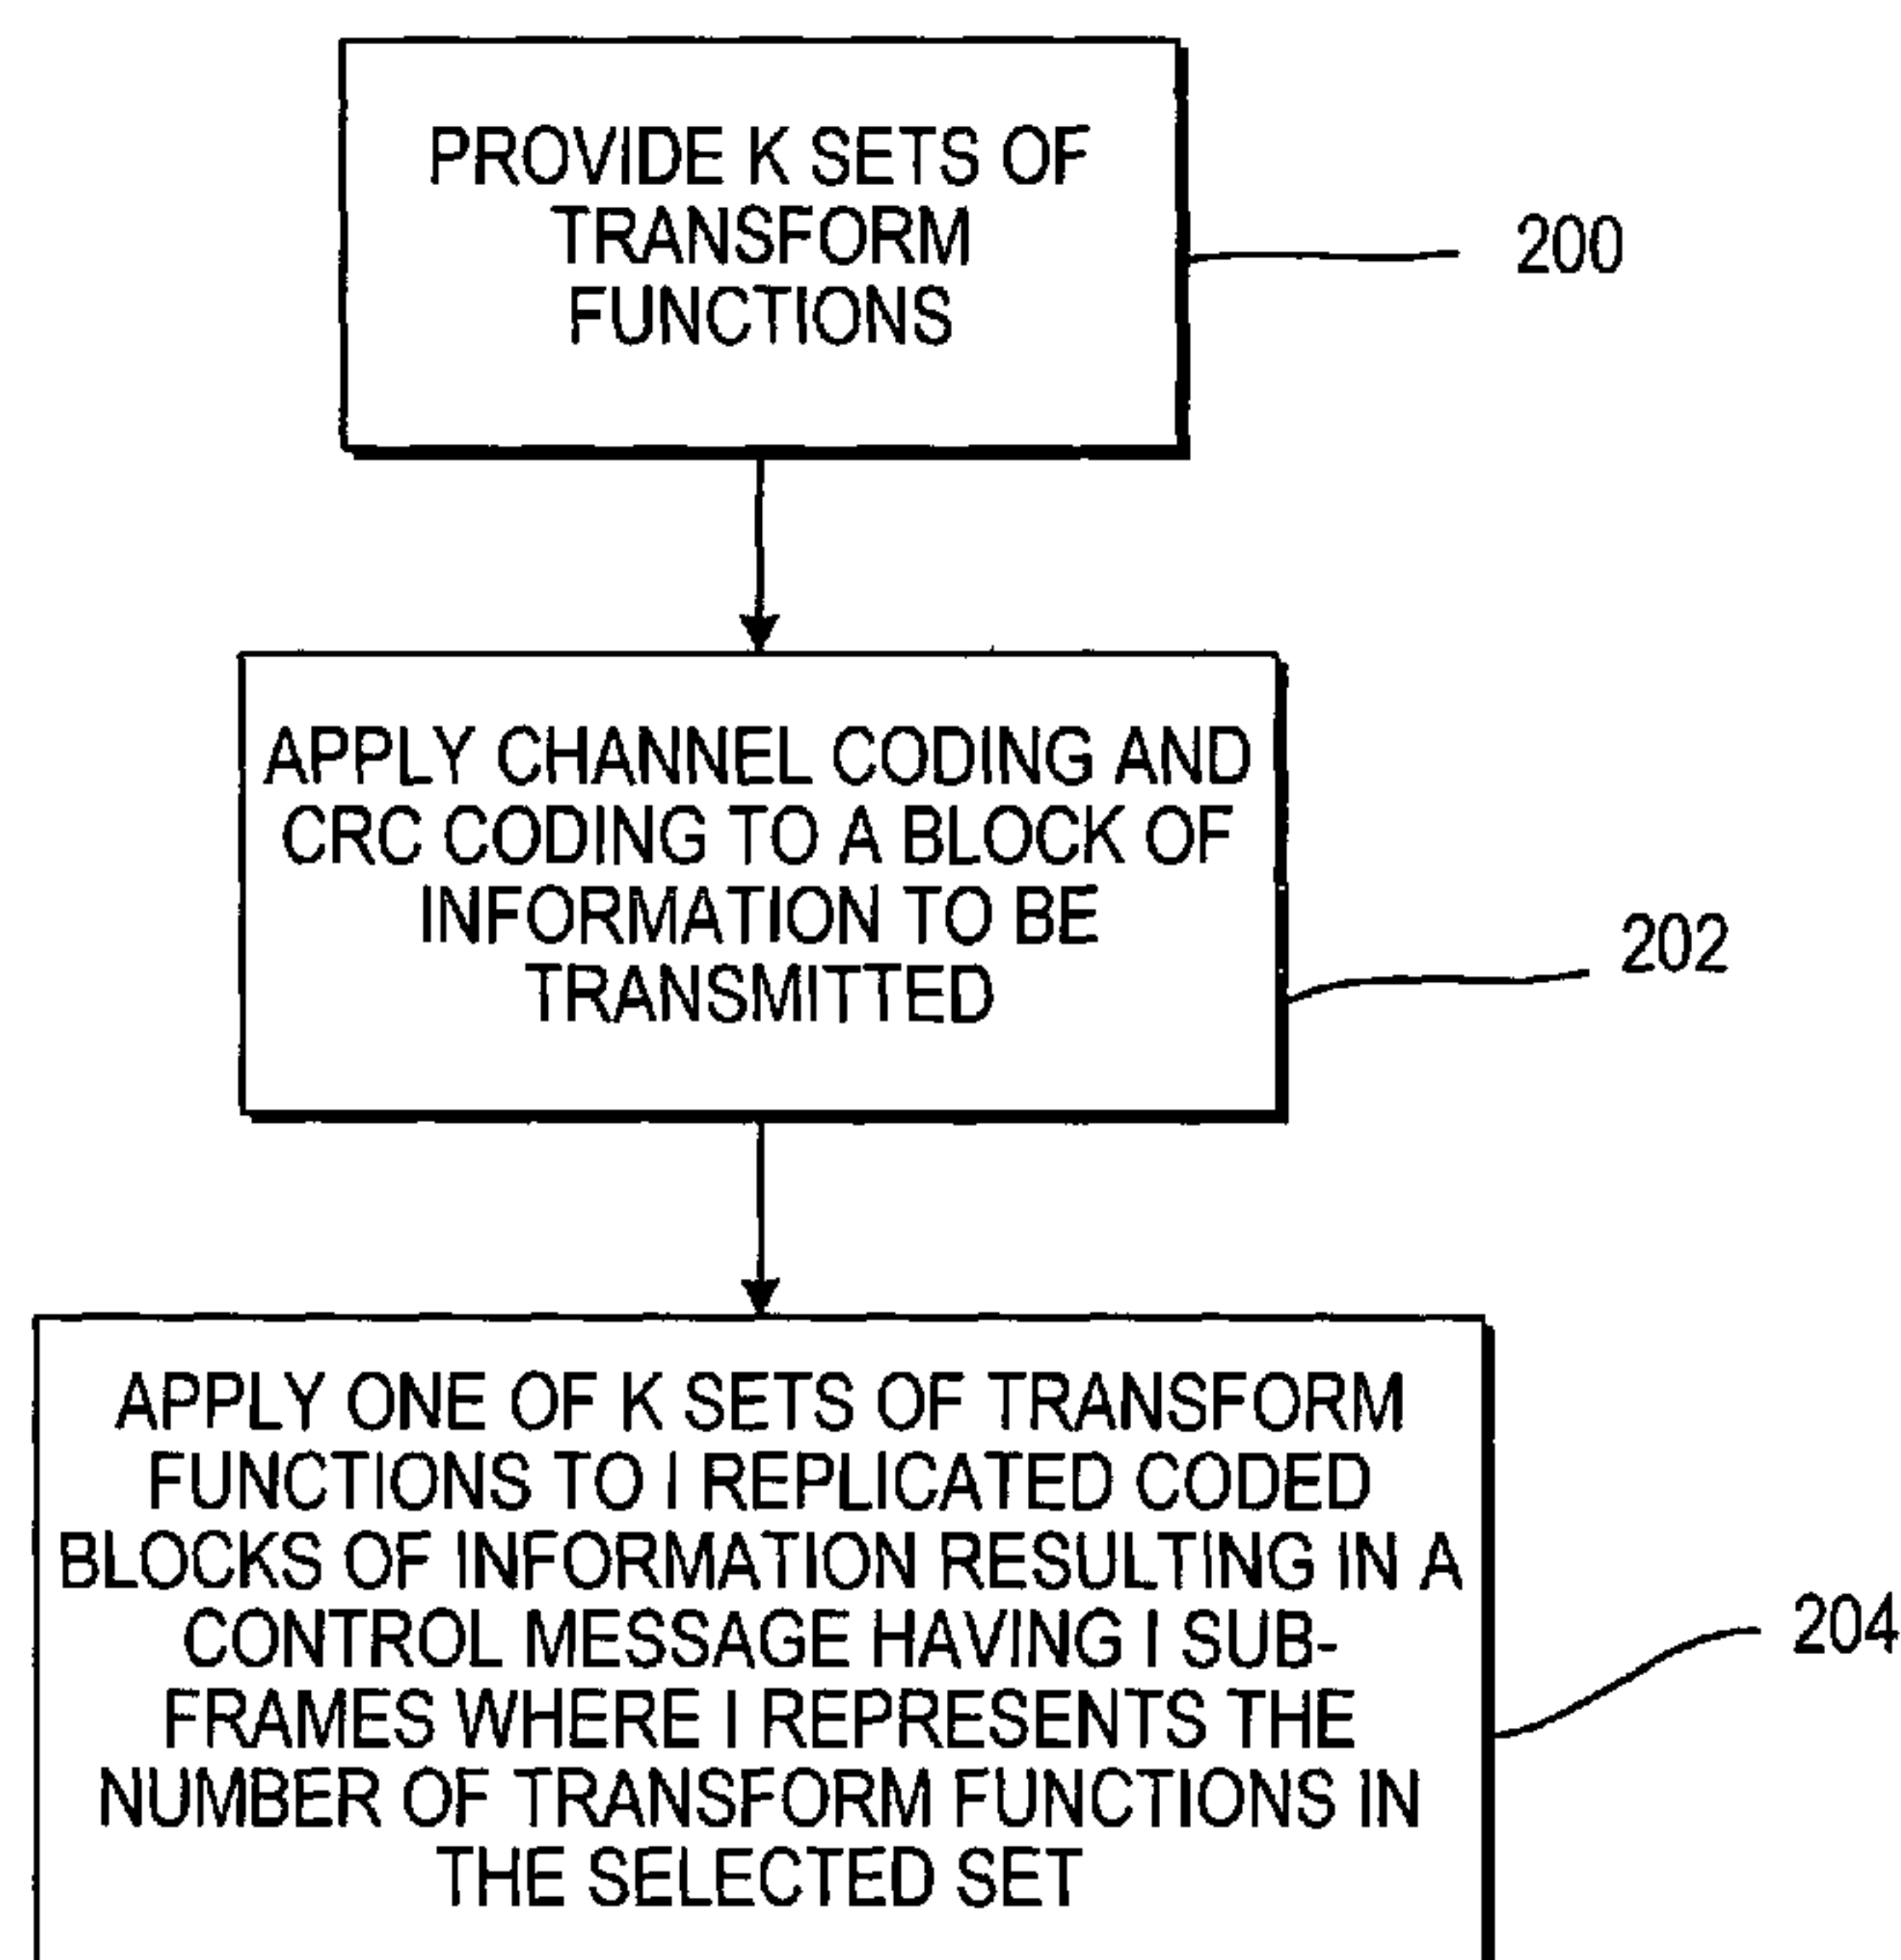 PROVIDE K SETS OF
TRANSFORM
FUNCTIONS
200
APPLY CHANNEL CODING AND
CRC CODING TO A BLOCK OF
INFORMATION TO BE
TRANSMITTED
202
APPLY ONE OF K SETS OF TRANSFORM
FUNCTIONS TO I REPLICATED CODED
BLOCKS OF INFORMATION RESULTING IN A
CONTROL MESSAGE HAVING I SUB-
FRAMES WHERE I REPRESENTS THE
NUMBER OF TRANSFORM FUNCTIONS IN
THE SELECTED SET
204